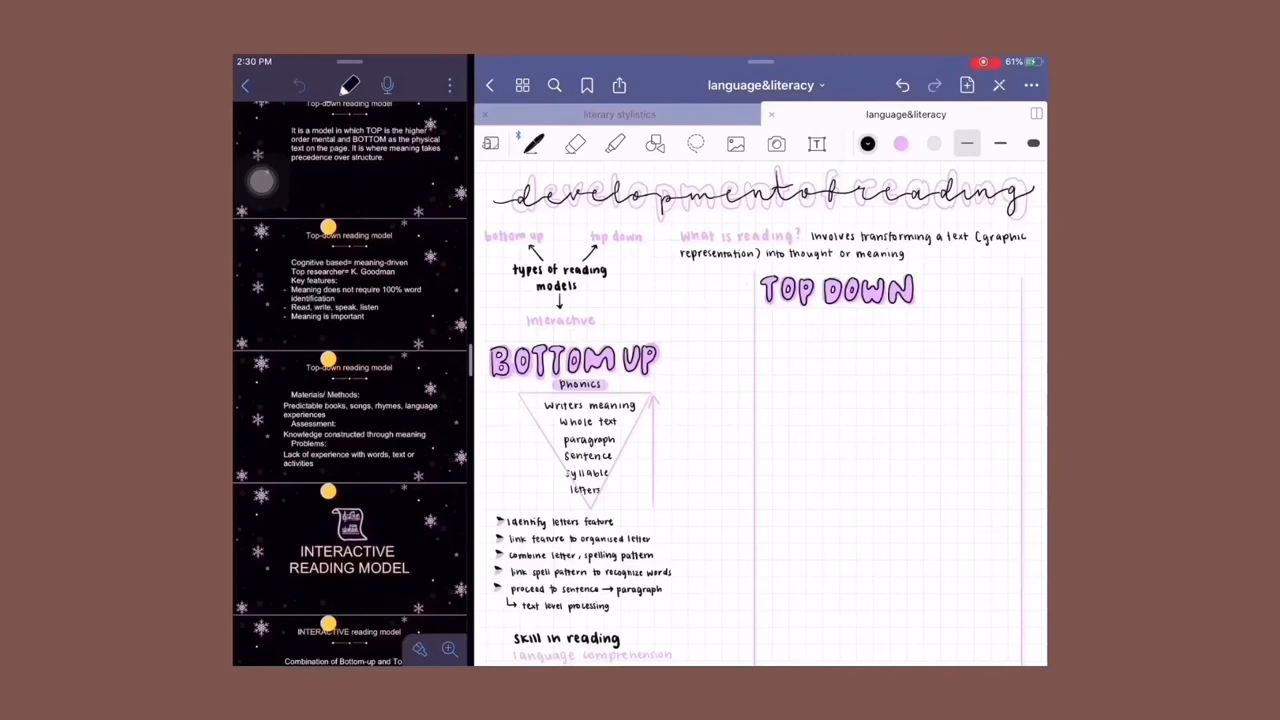 2:30 PM
61%
language&literacy
literary stylistics
language&literacy
Top-down reading model
It is a model in which TOP is the higher
order mental and BOTTOM as the physical
text on the page. It is where meaning takes
precedence over structure.
Top-down reading model
Cognitive based= meaning-driven
Top researcher= K. Goodman
Key features:
- Meaning does not require 100% word
identification
- Read, write, speak, listen
- Meaning is important
Top-down reading model
Materials/ Methods:
Predictable books, songs, rhymes, language
experiences
Assessment:
Knowledge constructed through meaning
Problems:
Lack of experience with words, text or
activities
INTERACTIVE
READING MODEL
INTERACTIVE reading model
Combination of Bottom-up and To
development of reading
bottom up
top down
types of reading
models
Interactive
What is reading? Involves transforming a text (graphic
representation) into thought or meaning
TOP DOWN
BOTTOM UP
Phonics
Writers meaning
Whole text
paragraph
Sentence
syllable
letters
➤ Identify letters feature
➤ link feature to organised letter
➤ combine letter, spelling pattern
➤ link spell pattern to recognize words
➤ proceed to sentence → paragraph
↳ text level processing
skill in reading
language comprehension
T